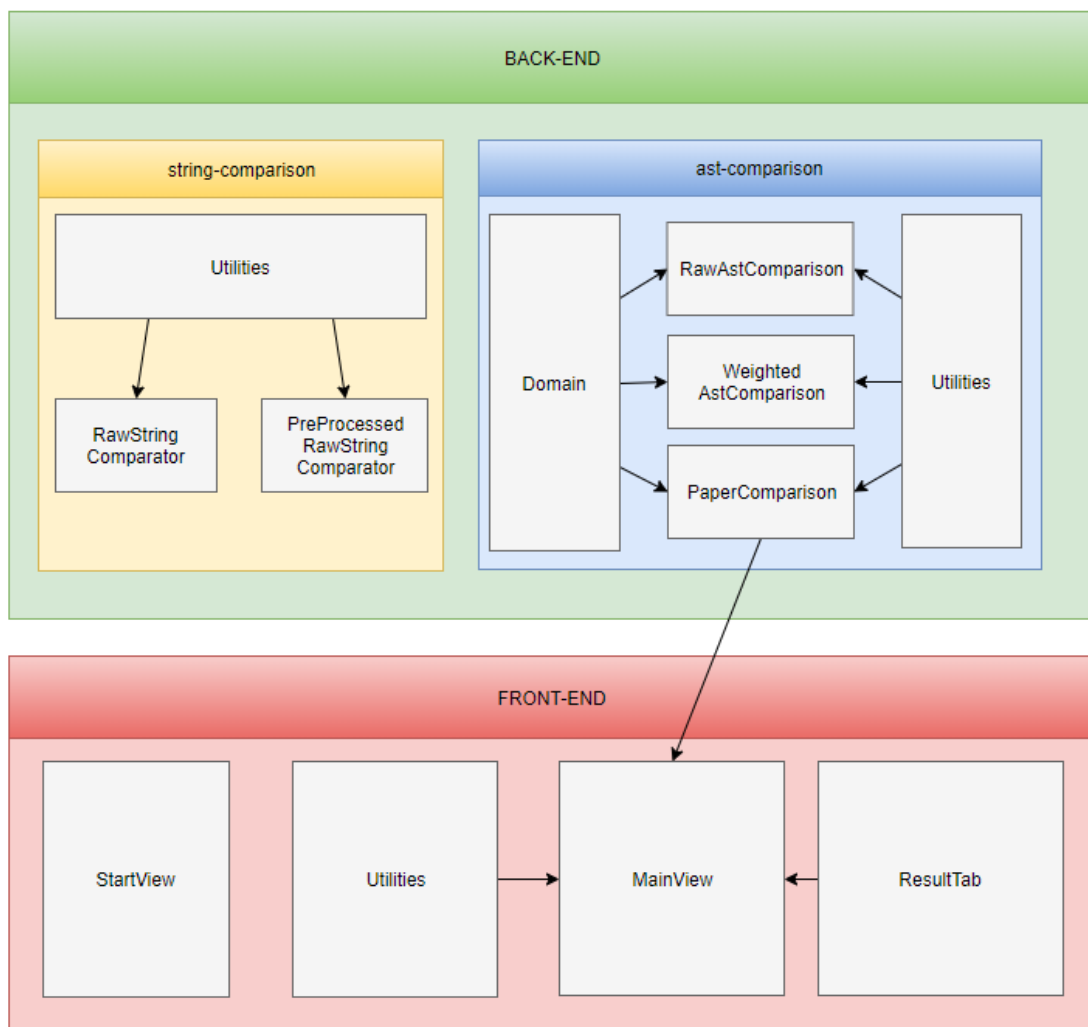 BACK-END
string-comparison
Utilities
RawString
Comparator
PreProcessed
RawString
Comparator
ast-comparison
Domain
RawAstComparison
Weighted
AstComparison
PaperComparison
Utilities
FRONT-END
StartView
Utilities
MainView
ResultTab